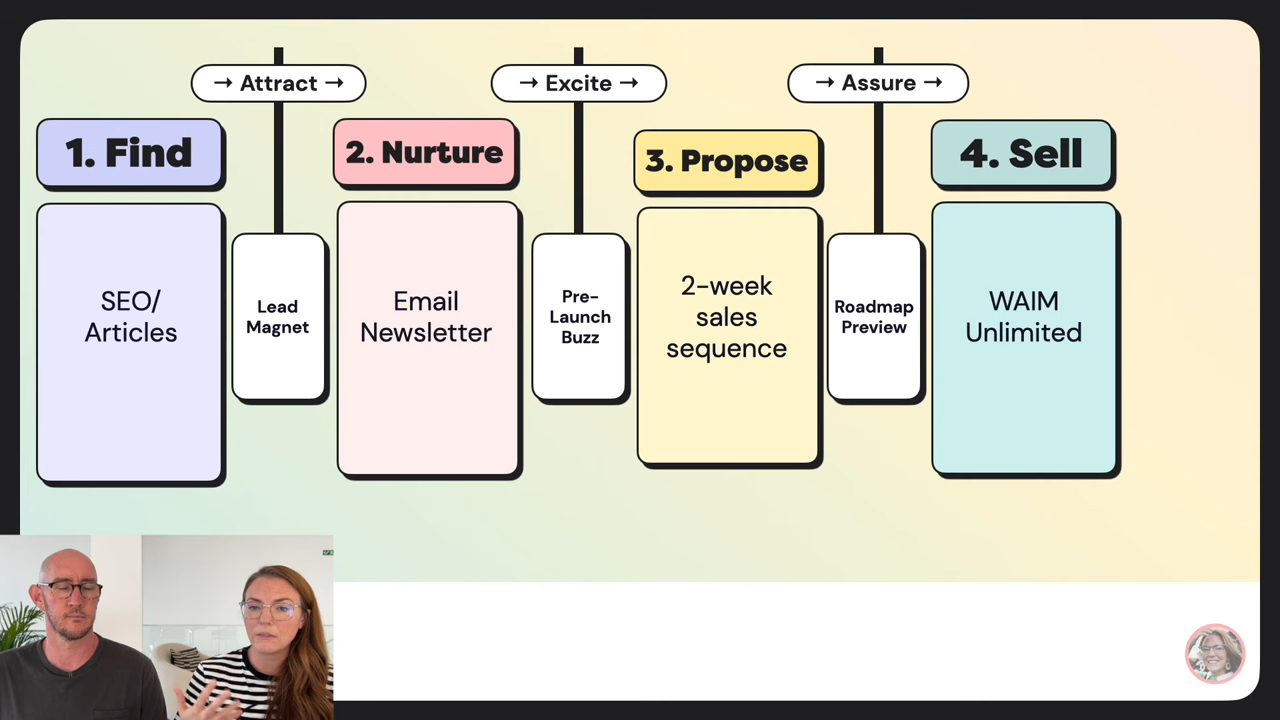 → Attract →
→ Excite →
→ Assure →
1. Find
2. Nurture
3. Propose
4. Sell
SEO/
Articles
Lead
Magnet
Email
Newsletter
Pre-
Launch
Buzz
2-week
sales
sequence
Roadmap
Preview
WAIM
Unlimited